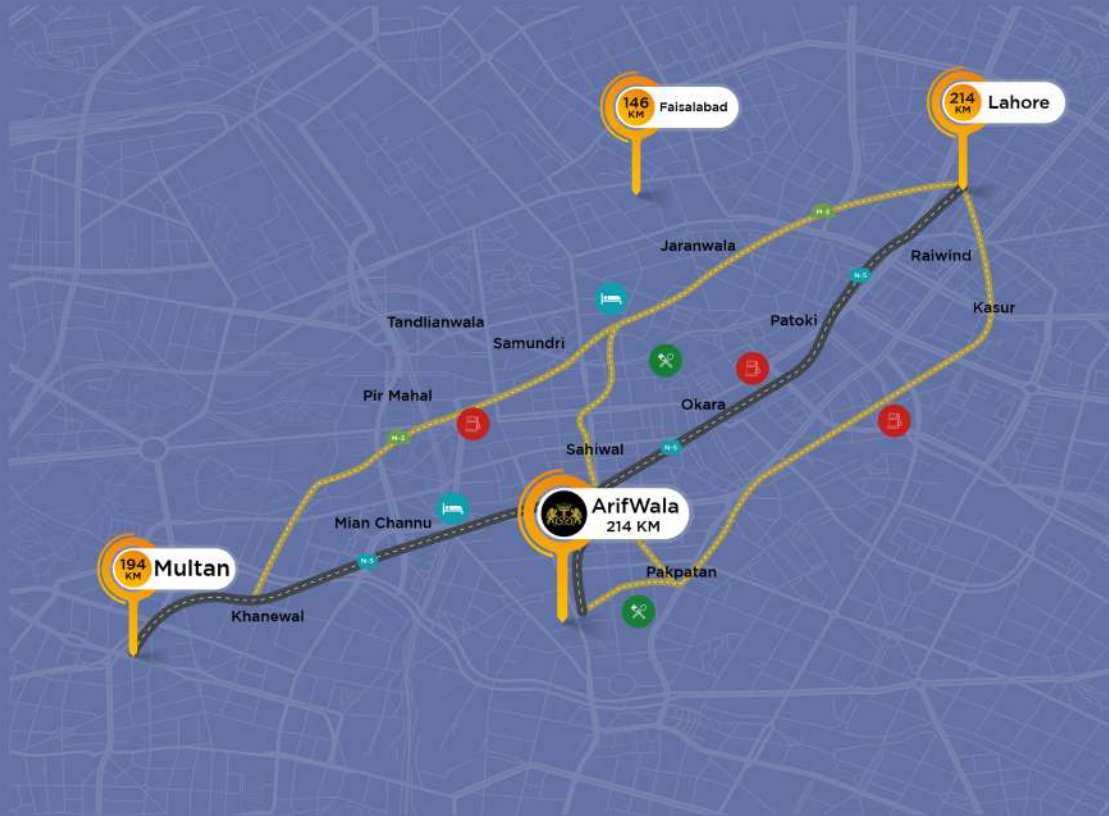 146
KM
Faisalabad
214
KM
Lahore
M-3
Jaranwala
Raiwind
N-5
Kasur
Patoki
Tandlianwala
Samundri
Pir Mahal
Okara
M-3
Sahiwal
N-5
ArifWala
214 KM
Mian Channu
N-5
194
KM
Multan
Pakpatan
Khanewal